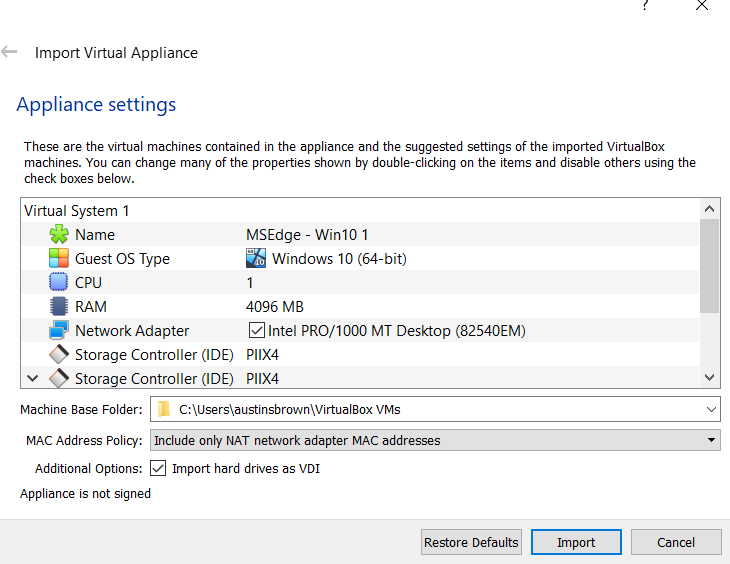 ?
Import Virtual Appliance
Appliance settings
These are the virtual machines contained in the appliance and the suggested settings of the imported VirtualBox
machines. You can change many of the properties shown by double-clicking on the items and disable others using the
check boxes below.
Virtual System 1
Name MSEdge - Win10 1
Guest OS Type Windows 10 (64-bit)
CPU 1
RAM 4096 MB
Network Adapter Intel PRO/1000 MT Desktop (82540EM)
Storage Controller (IDE) PIIX4
Storage Controller (IDE) PIIX4
Machine Base Folder: C:\Users\austinsbrown\VirtualBox VMs
MAC Address Policy: Include only NAT network adapter MAC addresses
Additional Options: Import hard drives as VDI
Appliance is not signed
Restore Defaults Import Cancel